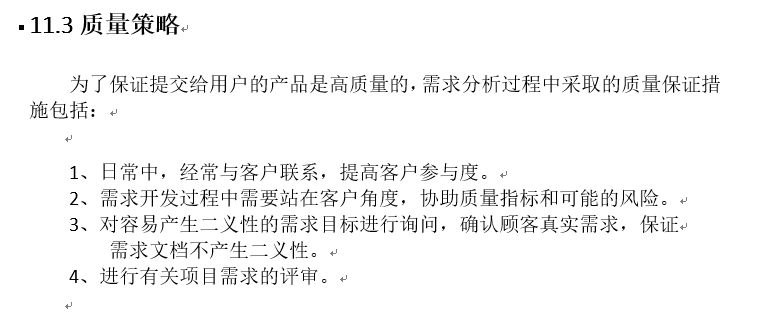 11.3 质量策略
为了保证提交给用户的产品是高质量的，需求分析过程中采取的质量保证措
施包括：
1、日常中，经常与客户联系，提高客户参与度。
2、需求开发过程中需要站在客户角度，协助质量指标和可能的风险。
3、对容易产生二义性的需求目标进行询问，确认顾客真实需求，保证
需求文档不产生二义性。
4、进行有关项目需求的评审。